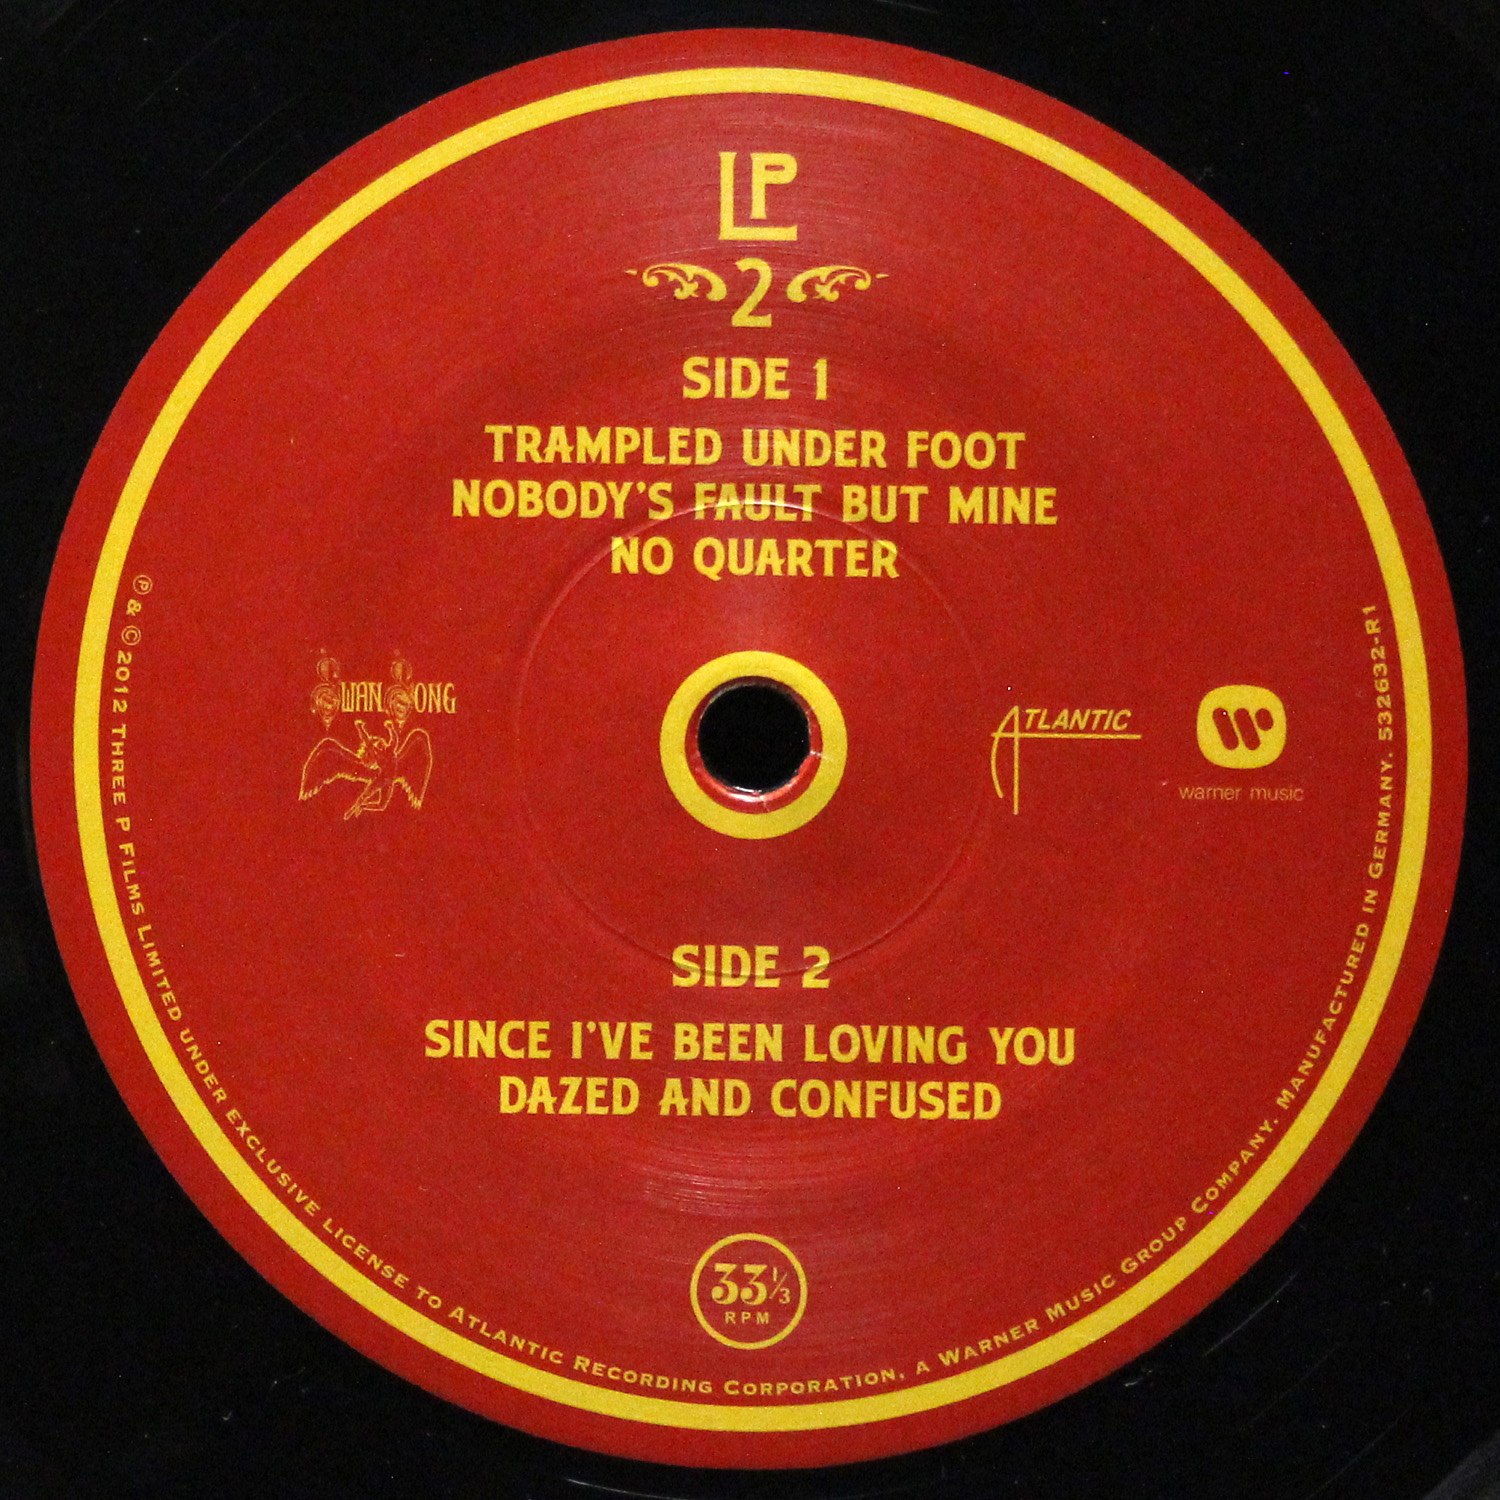 LP
2
SIDE 1
TRAMPLED UNDER FOOT
NOBODY'S FAULT BUT MINE
NO QUARTER
SWAN SONG
ATLANTIC
warner music
SIDE 2
SINCE I'VE BEEN LOVING YOU
DAZED AND CONFUSED
33 1/3
RPM
℗ & © 2012 THREE P FILMS LIMITED UNDER EXCLUSIVE LICENSE TO ATLANTIC RECORDING CORPORATION, A WARNER MUSIC GROUP COMPANY. MANUFACTURED IN GERMANY. 532632-R1